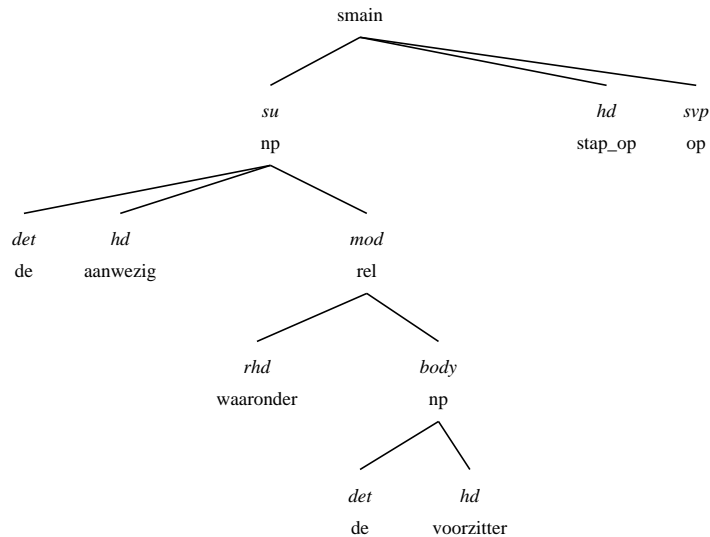 smain
su hd svp
np stap_op op
det hd mod
de aanwezig rel
rhd body
waaronder np
det hd
de voorzitter